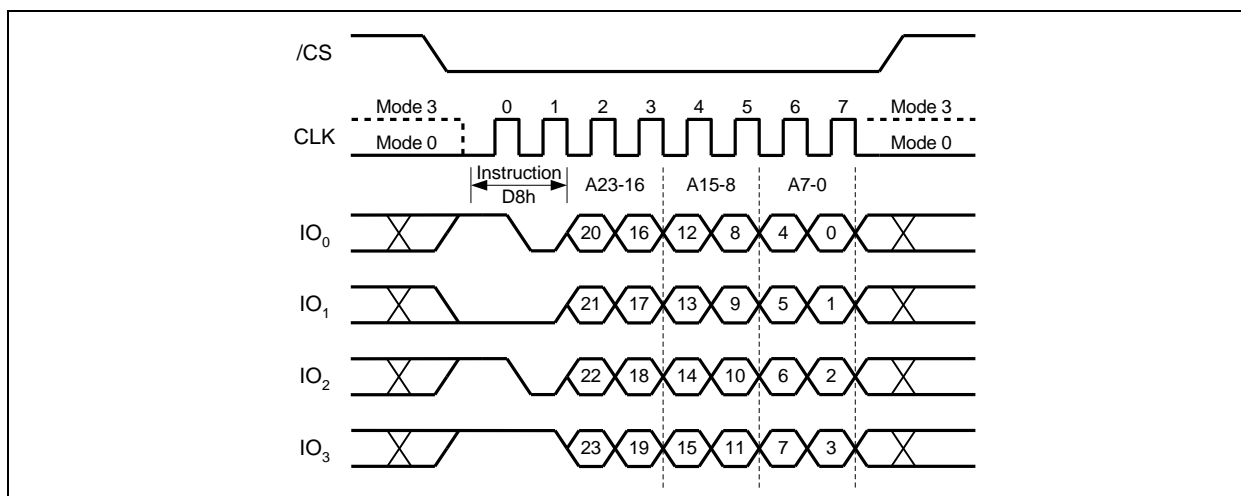 /CS
Mode 3 0 1 2 3 4 5 6 7 Mode 3
CLK
Mode 0 Mode 0
Instruction
D8h
A23-16 A15-8 A7-0
IO0 20 16 12 8 4 0
IO1 21 17 13 9 5 1
IO2 22 18 14 10 6 2
IO3 23 19 15 11 7 3